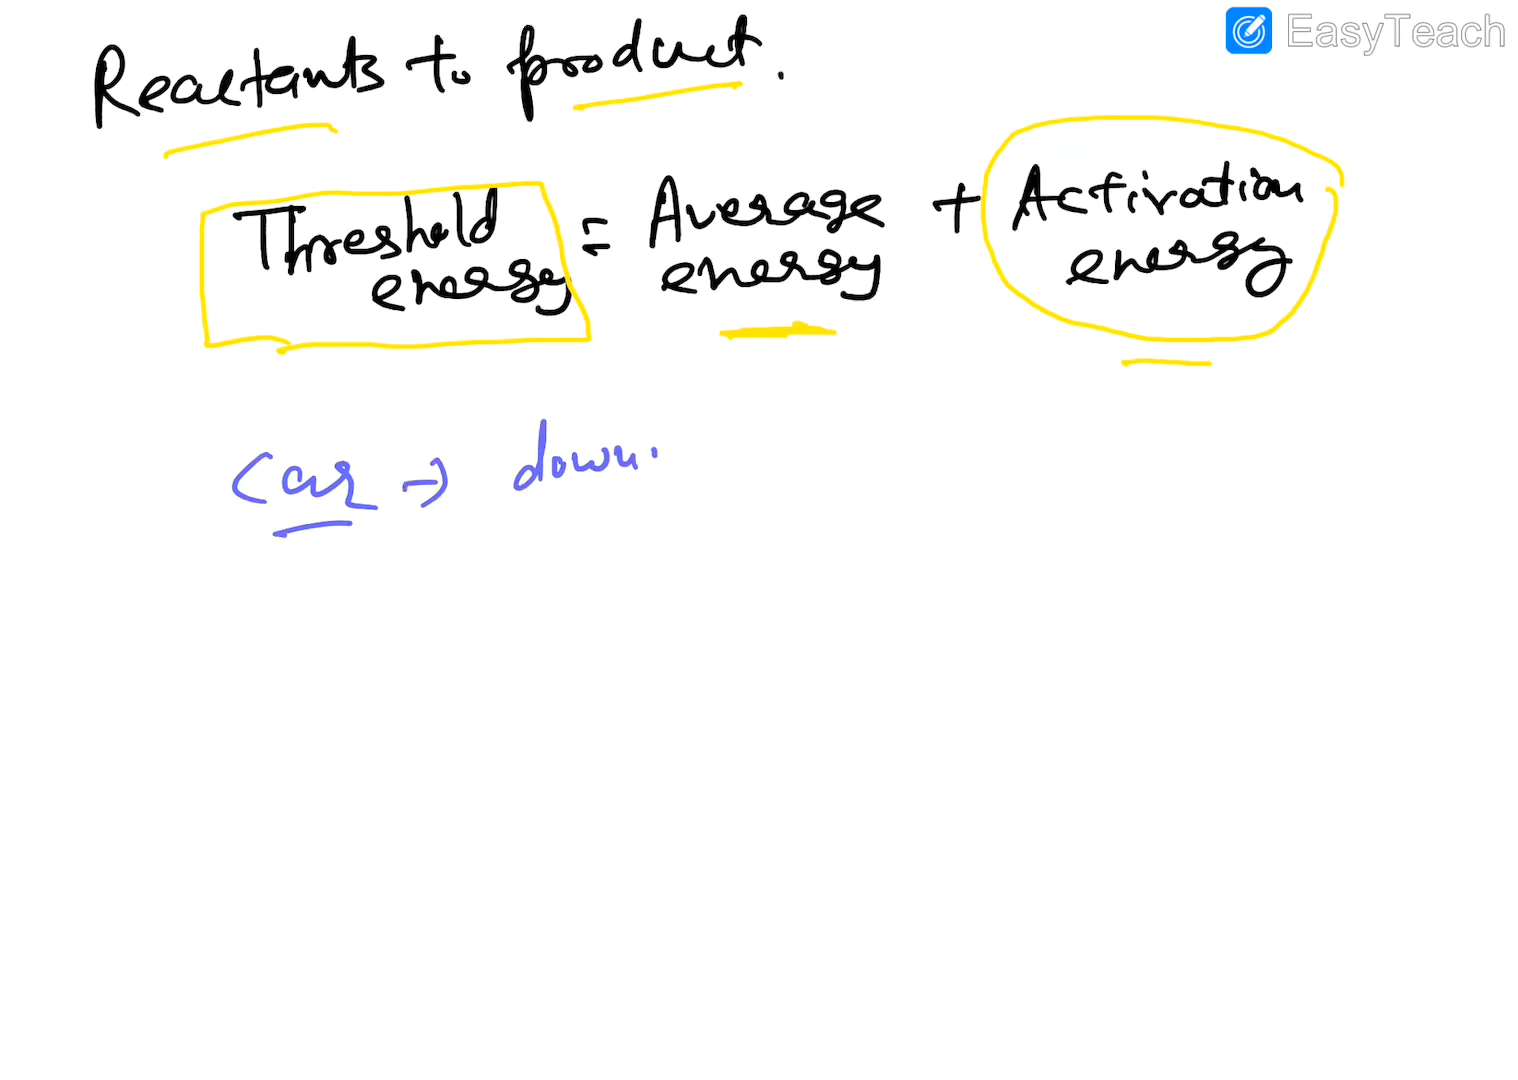 EasyTeach
Reactants to product.
Threshold energy = Average energy + Activation energy
Car → down.